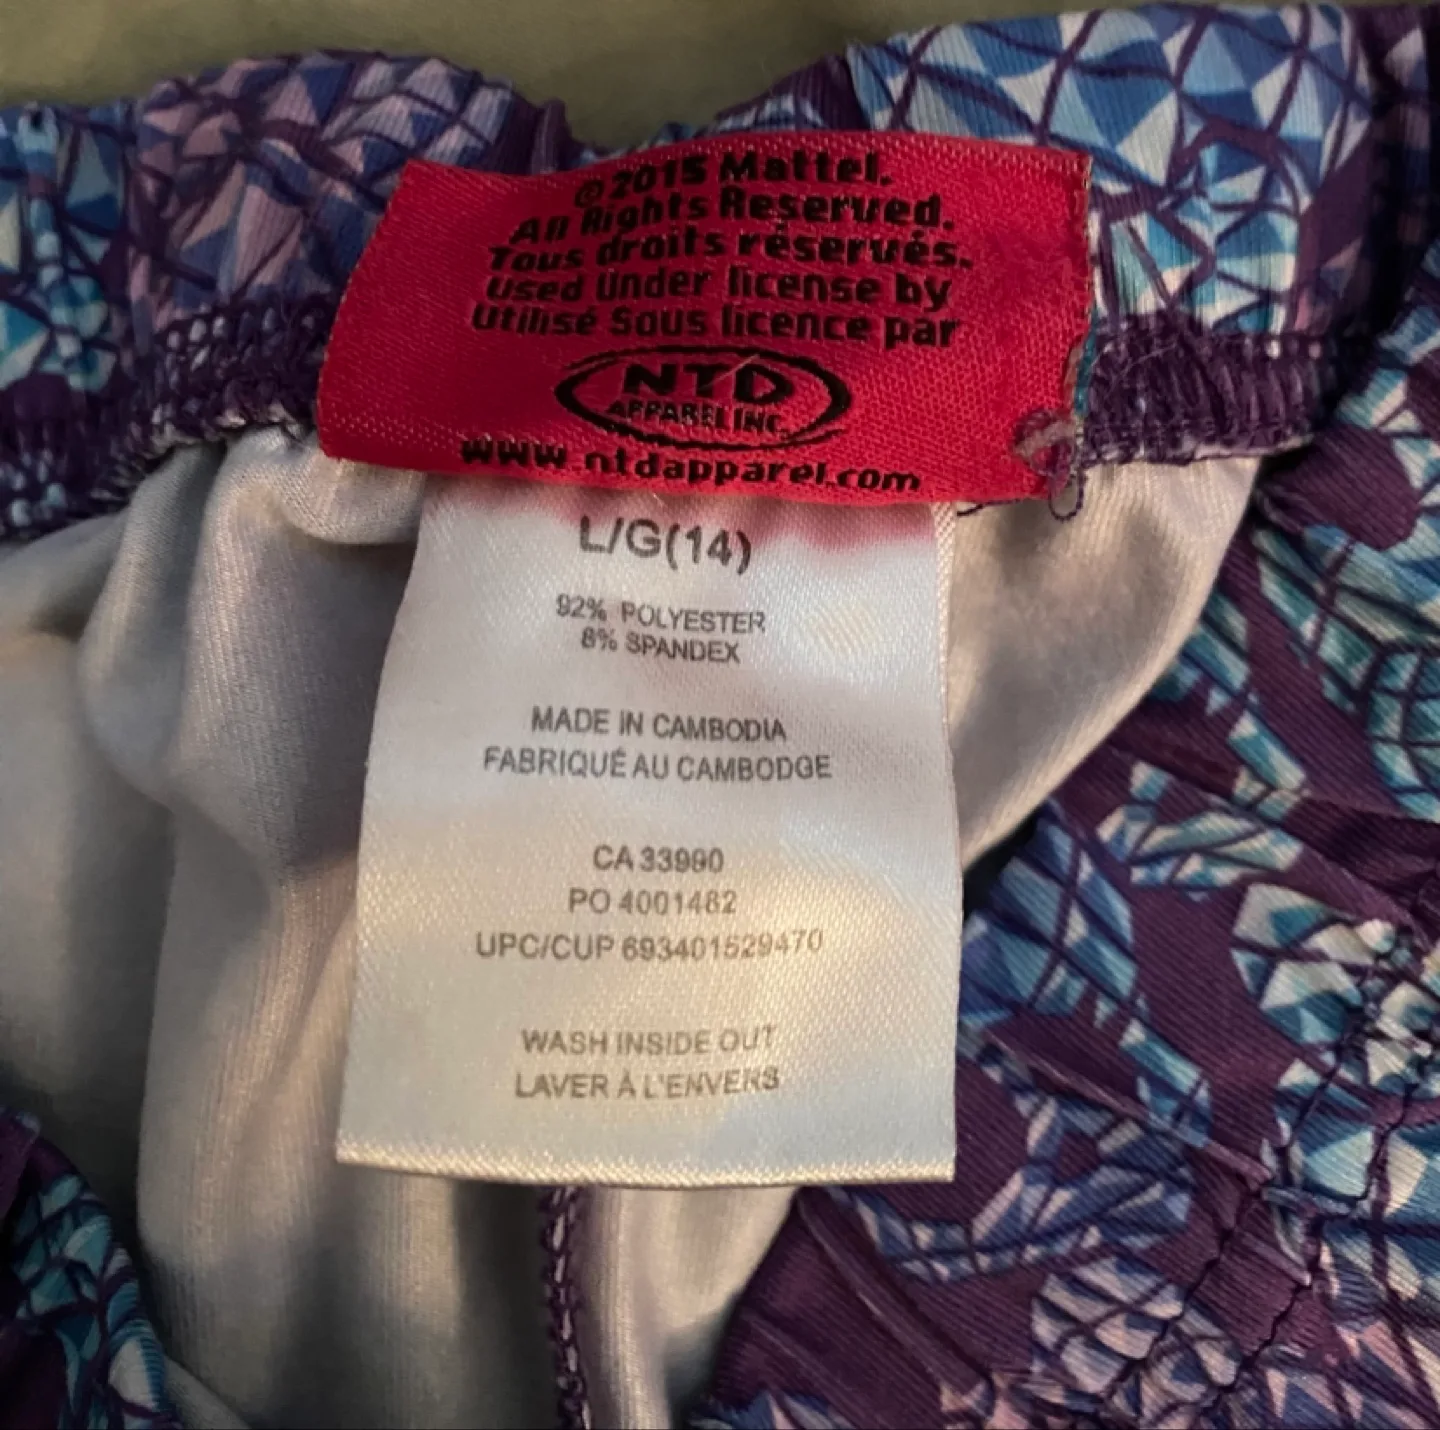 © 2015 Mattel.
All Rights Reserved.
Tous droits réservés.
Used Under license by
Utilisé Sous licence par
NTD
APPAREL INC.
www.ntdapparel.com
L/G(14)
92% POLYESTER
8% SPANDEX
MADE IN CAMBODIA
FABRIQUÉ AU CAMBODGE
CA 33990
PO 4001482
UPC/CUP 693401529470
WASH INSIDE OUT
LAVER À L'ENVERS